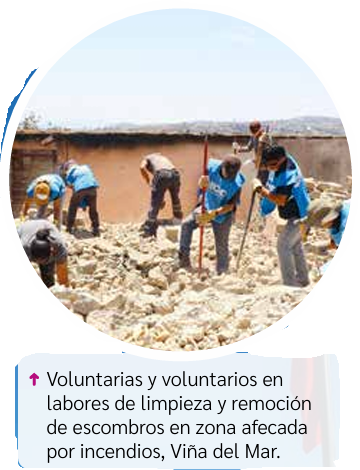 Voluntarias y voluntarios en
labores de limpieza y remoción
de escombros en zona afecada
por incendios, Viña del Mar.